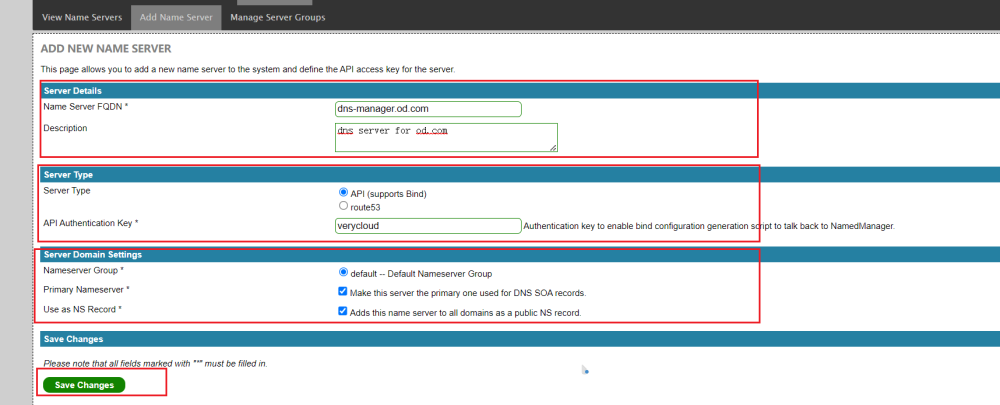 View Name Servers Add Name Server Manage Server Groups
ADD NEW NAME SERVER
This page allows you to add a new name server to the system and define the API access key for the server.
Server Details
Name Server FQDN * dns-manager.od.com
Description dns server for od.com
Server Type
Server Type API (supports Bind)
route53
API Authentication Key * verycloud Authentication key to enable bind configuration generation script to talk back to NamedManager.
Server Domain Settings
Nameserver Group * default -- Default Nameserver Group
Primary Nameserver * Make this server the primary one used for DNS SOA records.
Use as NS Record * Adds this name server to all domains as a public NS record.
Save Changes
Please note that all fields marked with "*" must be filled in.
Save Changes